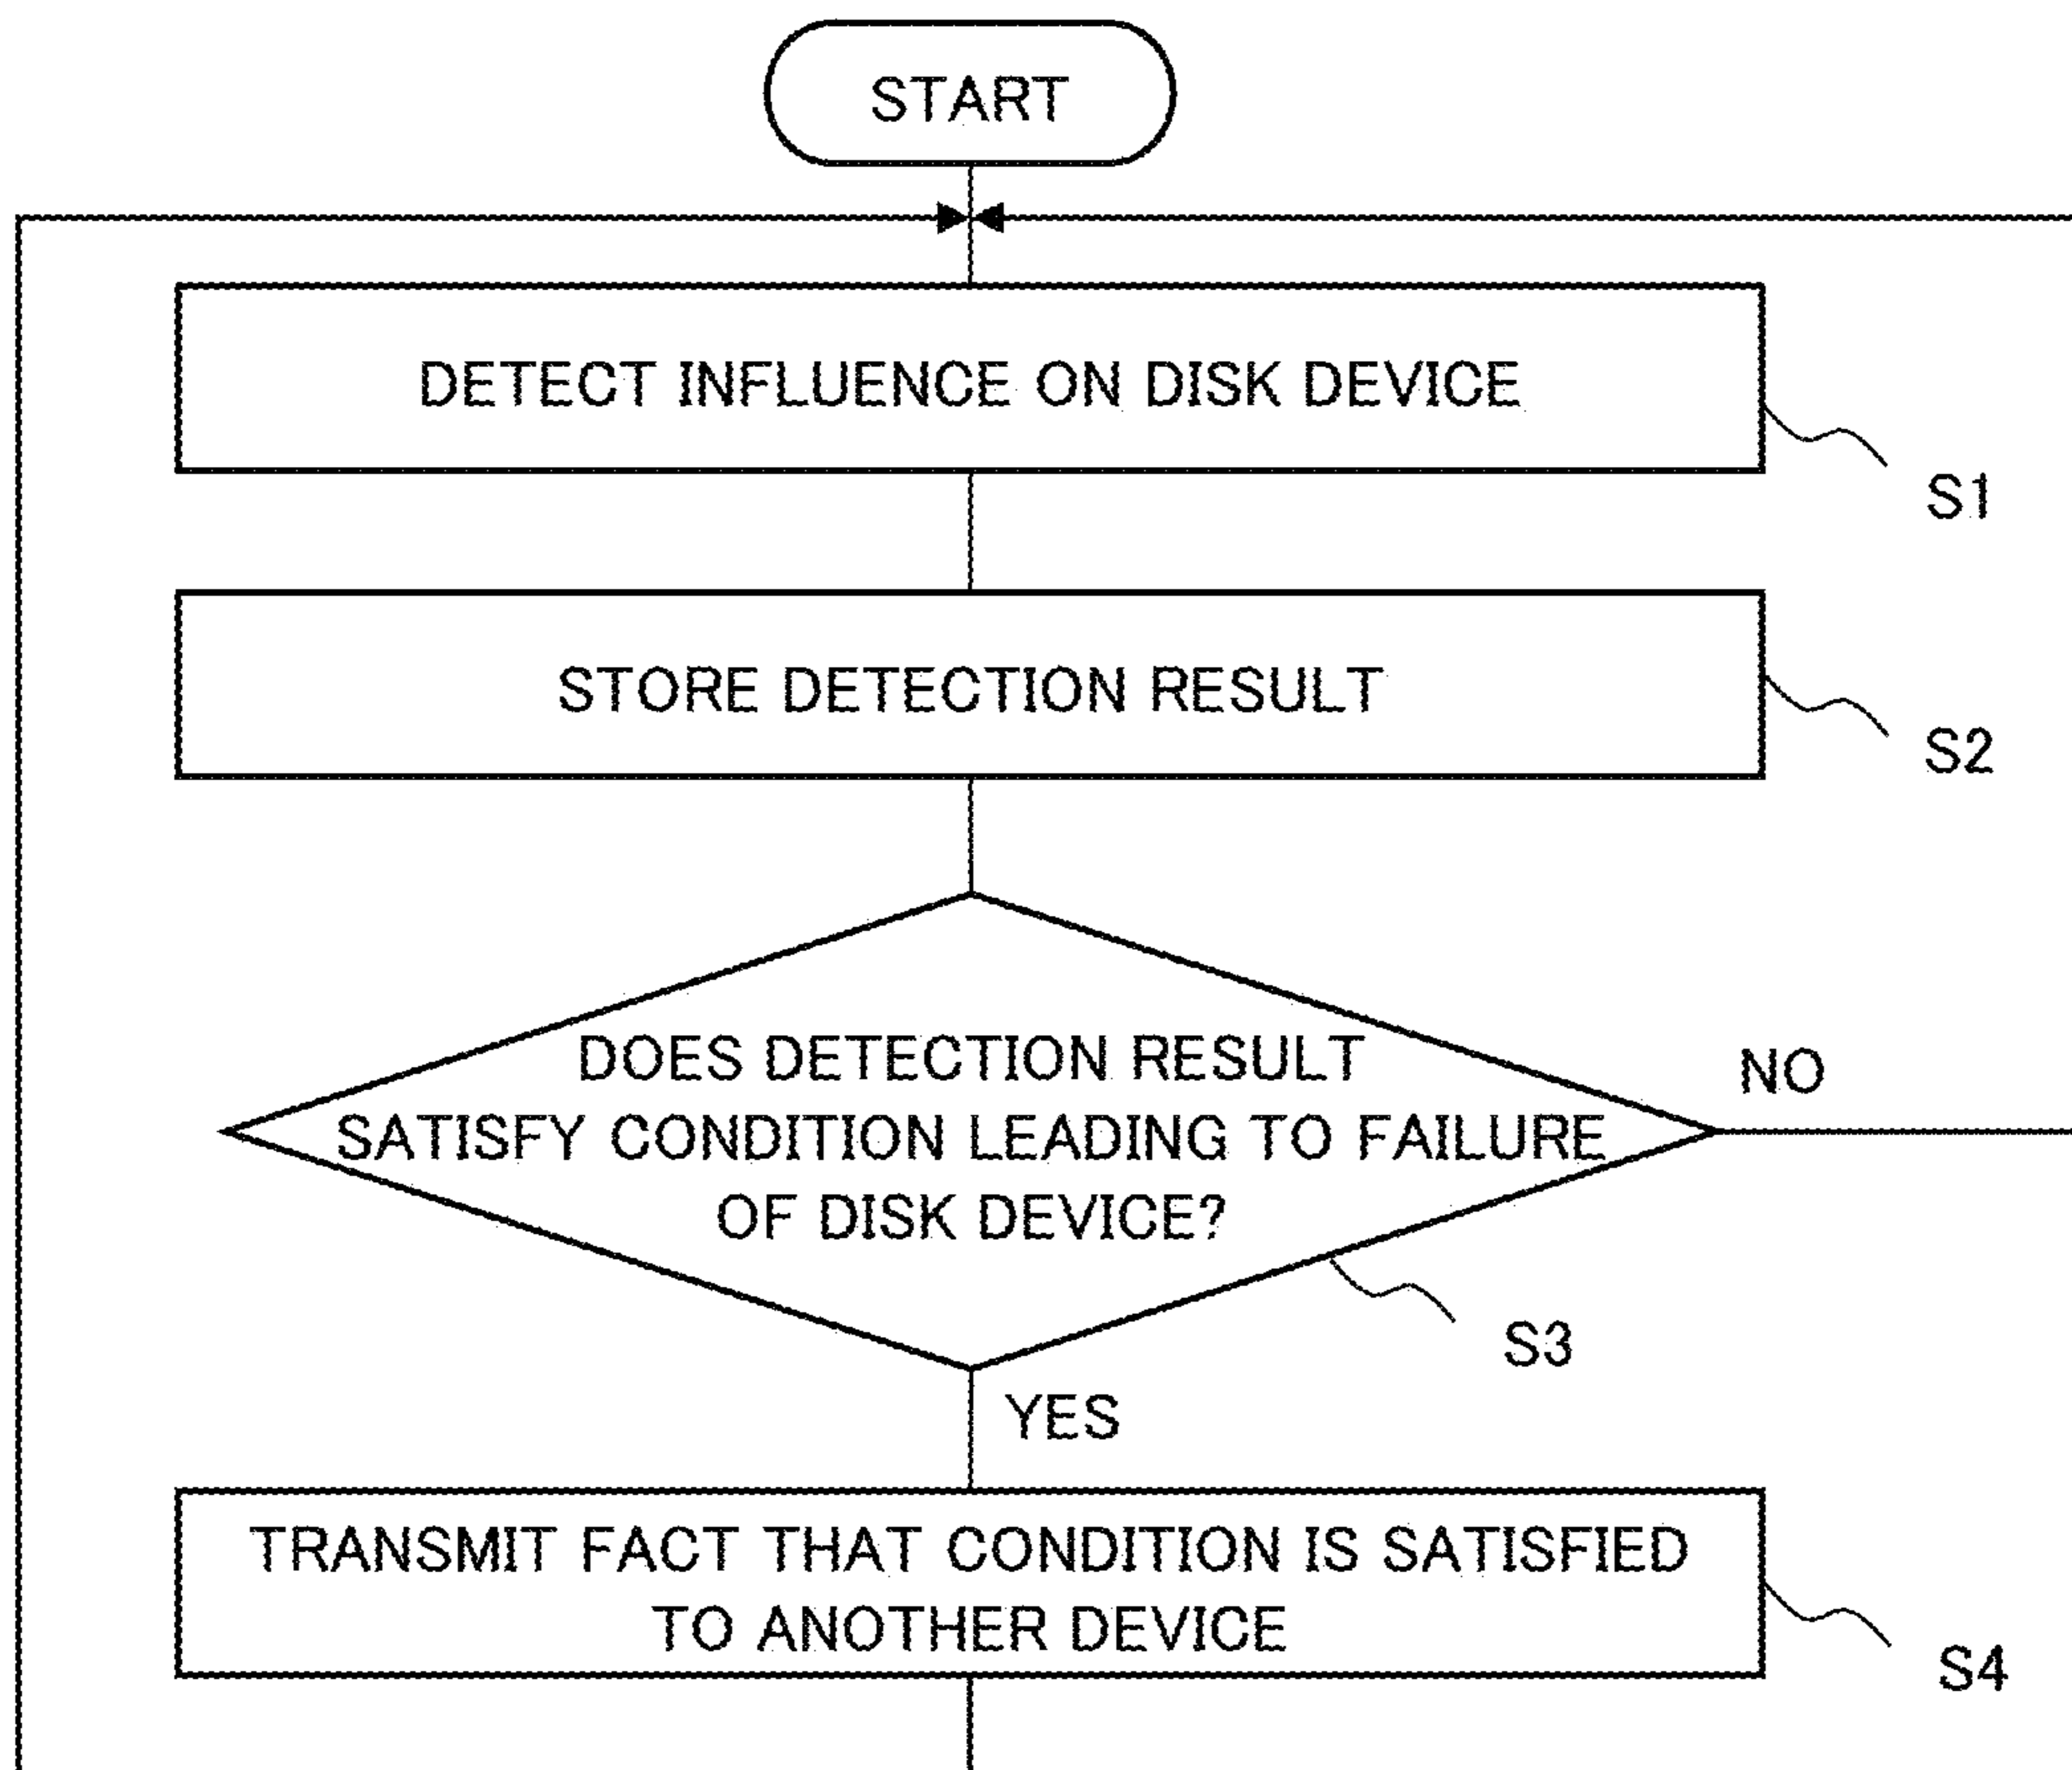 START
DETECT INFLUENCE ON DISK DEVICE
S1
STORE DETECTION RESULT
S2
DOES DETECTION RESULT
SATISFY CONDITION LEADING TO FAILURE
OF DISK DEVICE?
NO
S3
YES
TRANSMIT FACT THAT CONDITION IS SATISFIED
TO ANOTHER DEVICE
S4